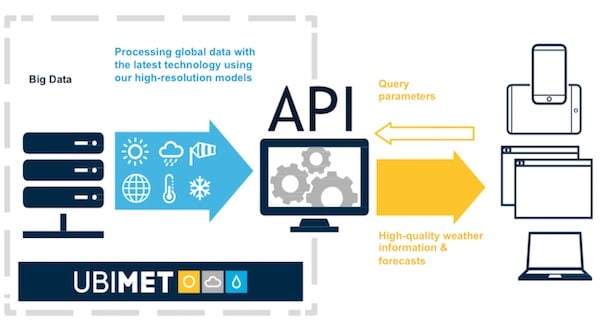 Big Data
Processing global data with
the latest technology using
our high-resolution models
API
Query
parameters
High-quality weather
information &
forecasts
UBIMET